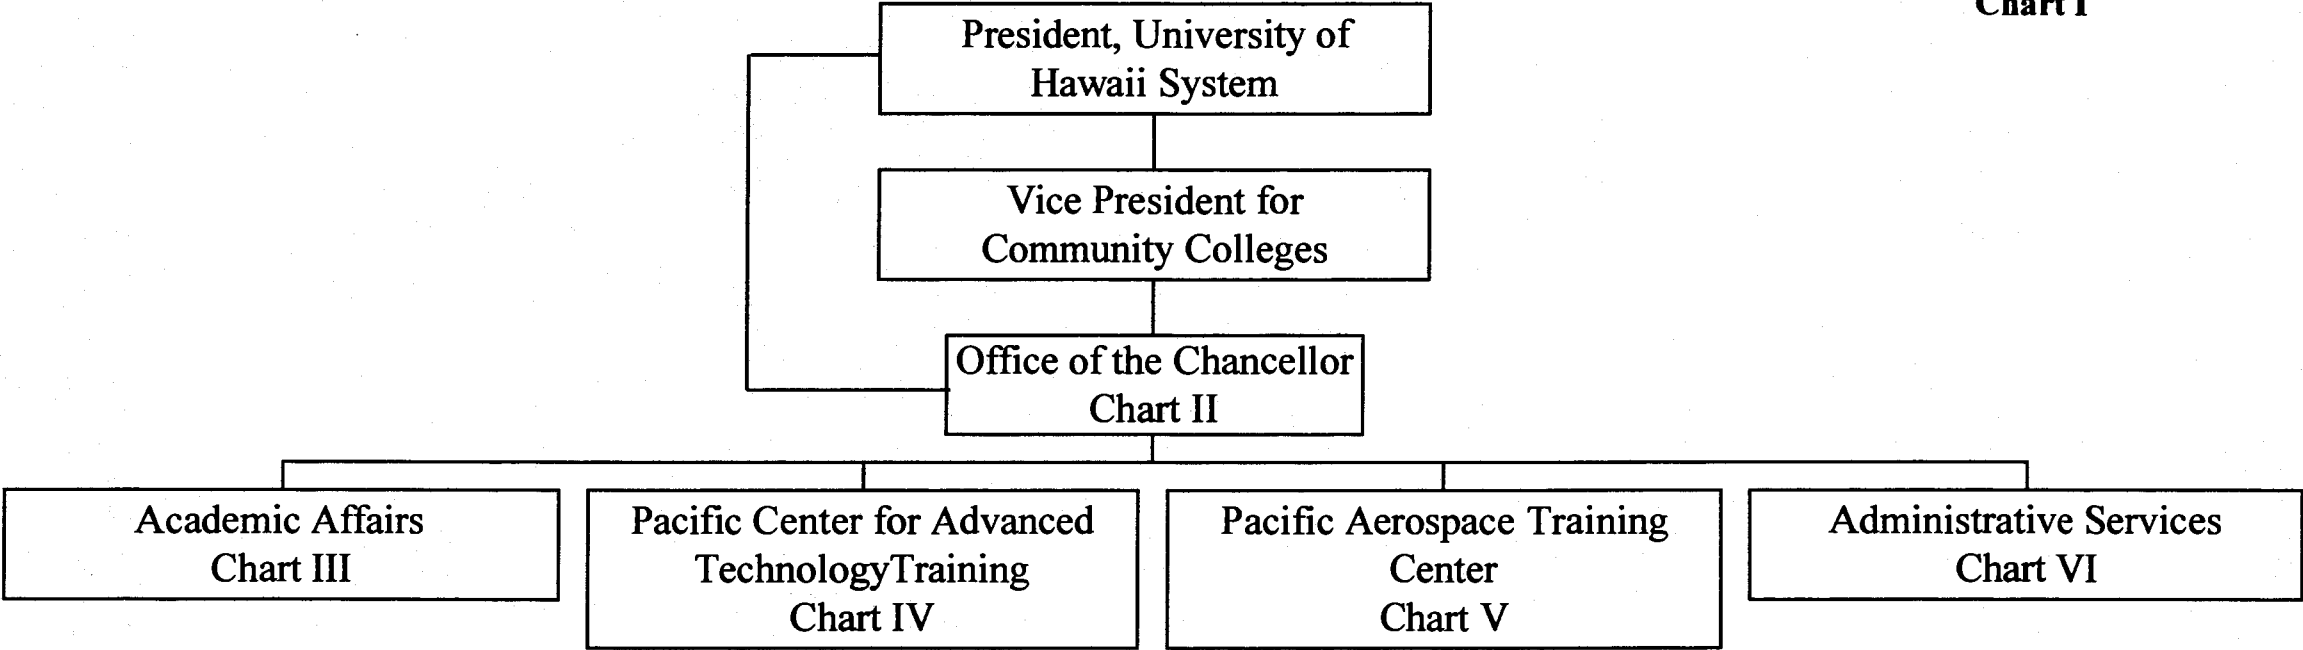 Chart I
President, University of
Hawaii System
Vice President for
Community Colleges
Office of the Chancellor
Chart II
Academic Affairs
Chart III
Pacific Center for Advanced
TechnologyTraining
Chart IV
Pacific Aerospace Training
Center
Chart V
Administrative Services
Chart VI